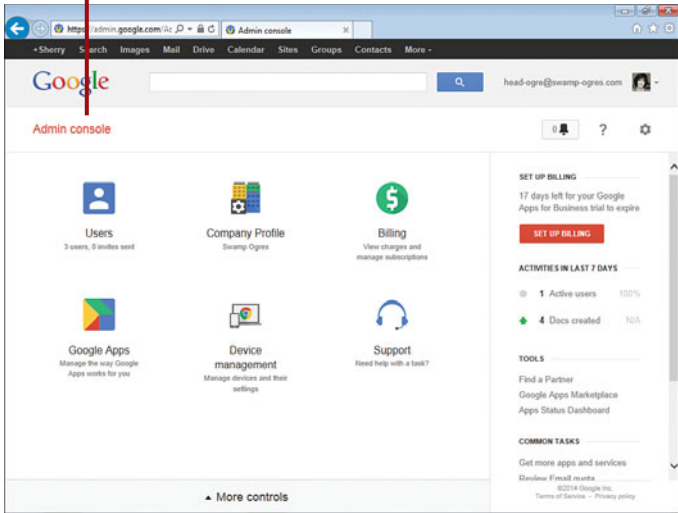 https://admin.google.com/Ac
Admin console
+Sherry Search Images Mail Drive Calendar Sites Groups Contacts More
Google
head-ogre@swamp-ogres.com
Admin console
0
?
Users
3 users, 0 invites sent
Company Profile
Swamp Ogres
Billing
View charges and
manage subscriptions
Google Apps
Manage the way Google
Apps works for you
Device
management
Manage devices and their
settings
Support
Need help with a task?
More controls
SET UP BILLING
17 days left for your Google
Apps for Business trial to expire
SET UP BILLING
ACTIVITIES IN LAST 7 DAYS
1 Active users 100%
4 Docs created N/A
TOOLS
Find a Partner
Google Apps Marketplace
Apps Status Dashboard
COMMON TASKS
Get more apps and services
Review Email quota
©2014 Google Inc.
Terms of Service - Privacy policy